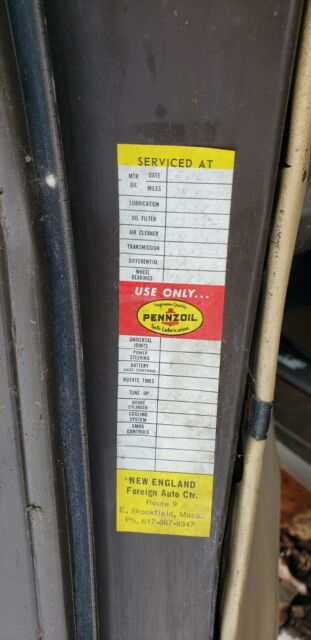 SERVICED AT
MTR DATE
OIL MILES
LUBRICATION
OIL FILTER
AIR CLEANER
TRANSMISSION
DIFFERENTIAL
WHEEL
BEARINGS
USE ONLY...
Supreme Quality
PENNZOIL
Safe Lubrication
UNIVERSAL
JOINTS
POWER
STEERING
BATTERY
DATE CHECKED
ROTATE TIRES
TUNE-UP
BRAKE
CYLINDER
COOLING
SYSTEM
SMOG
CONTROLS
NEW ENGLAND
Foreign Auto Ctr.
Route 9
E. Brookfield, Mass.
Ph. 617-867-8347